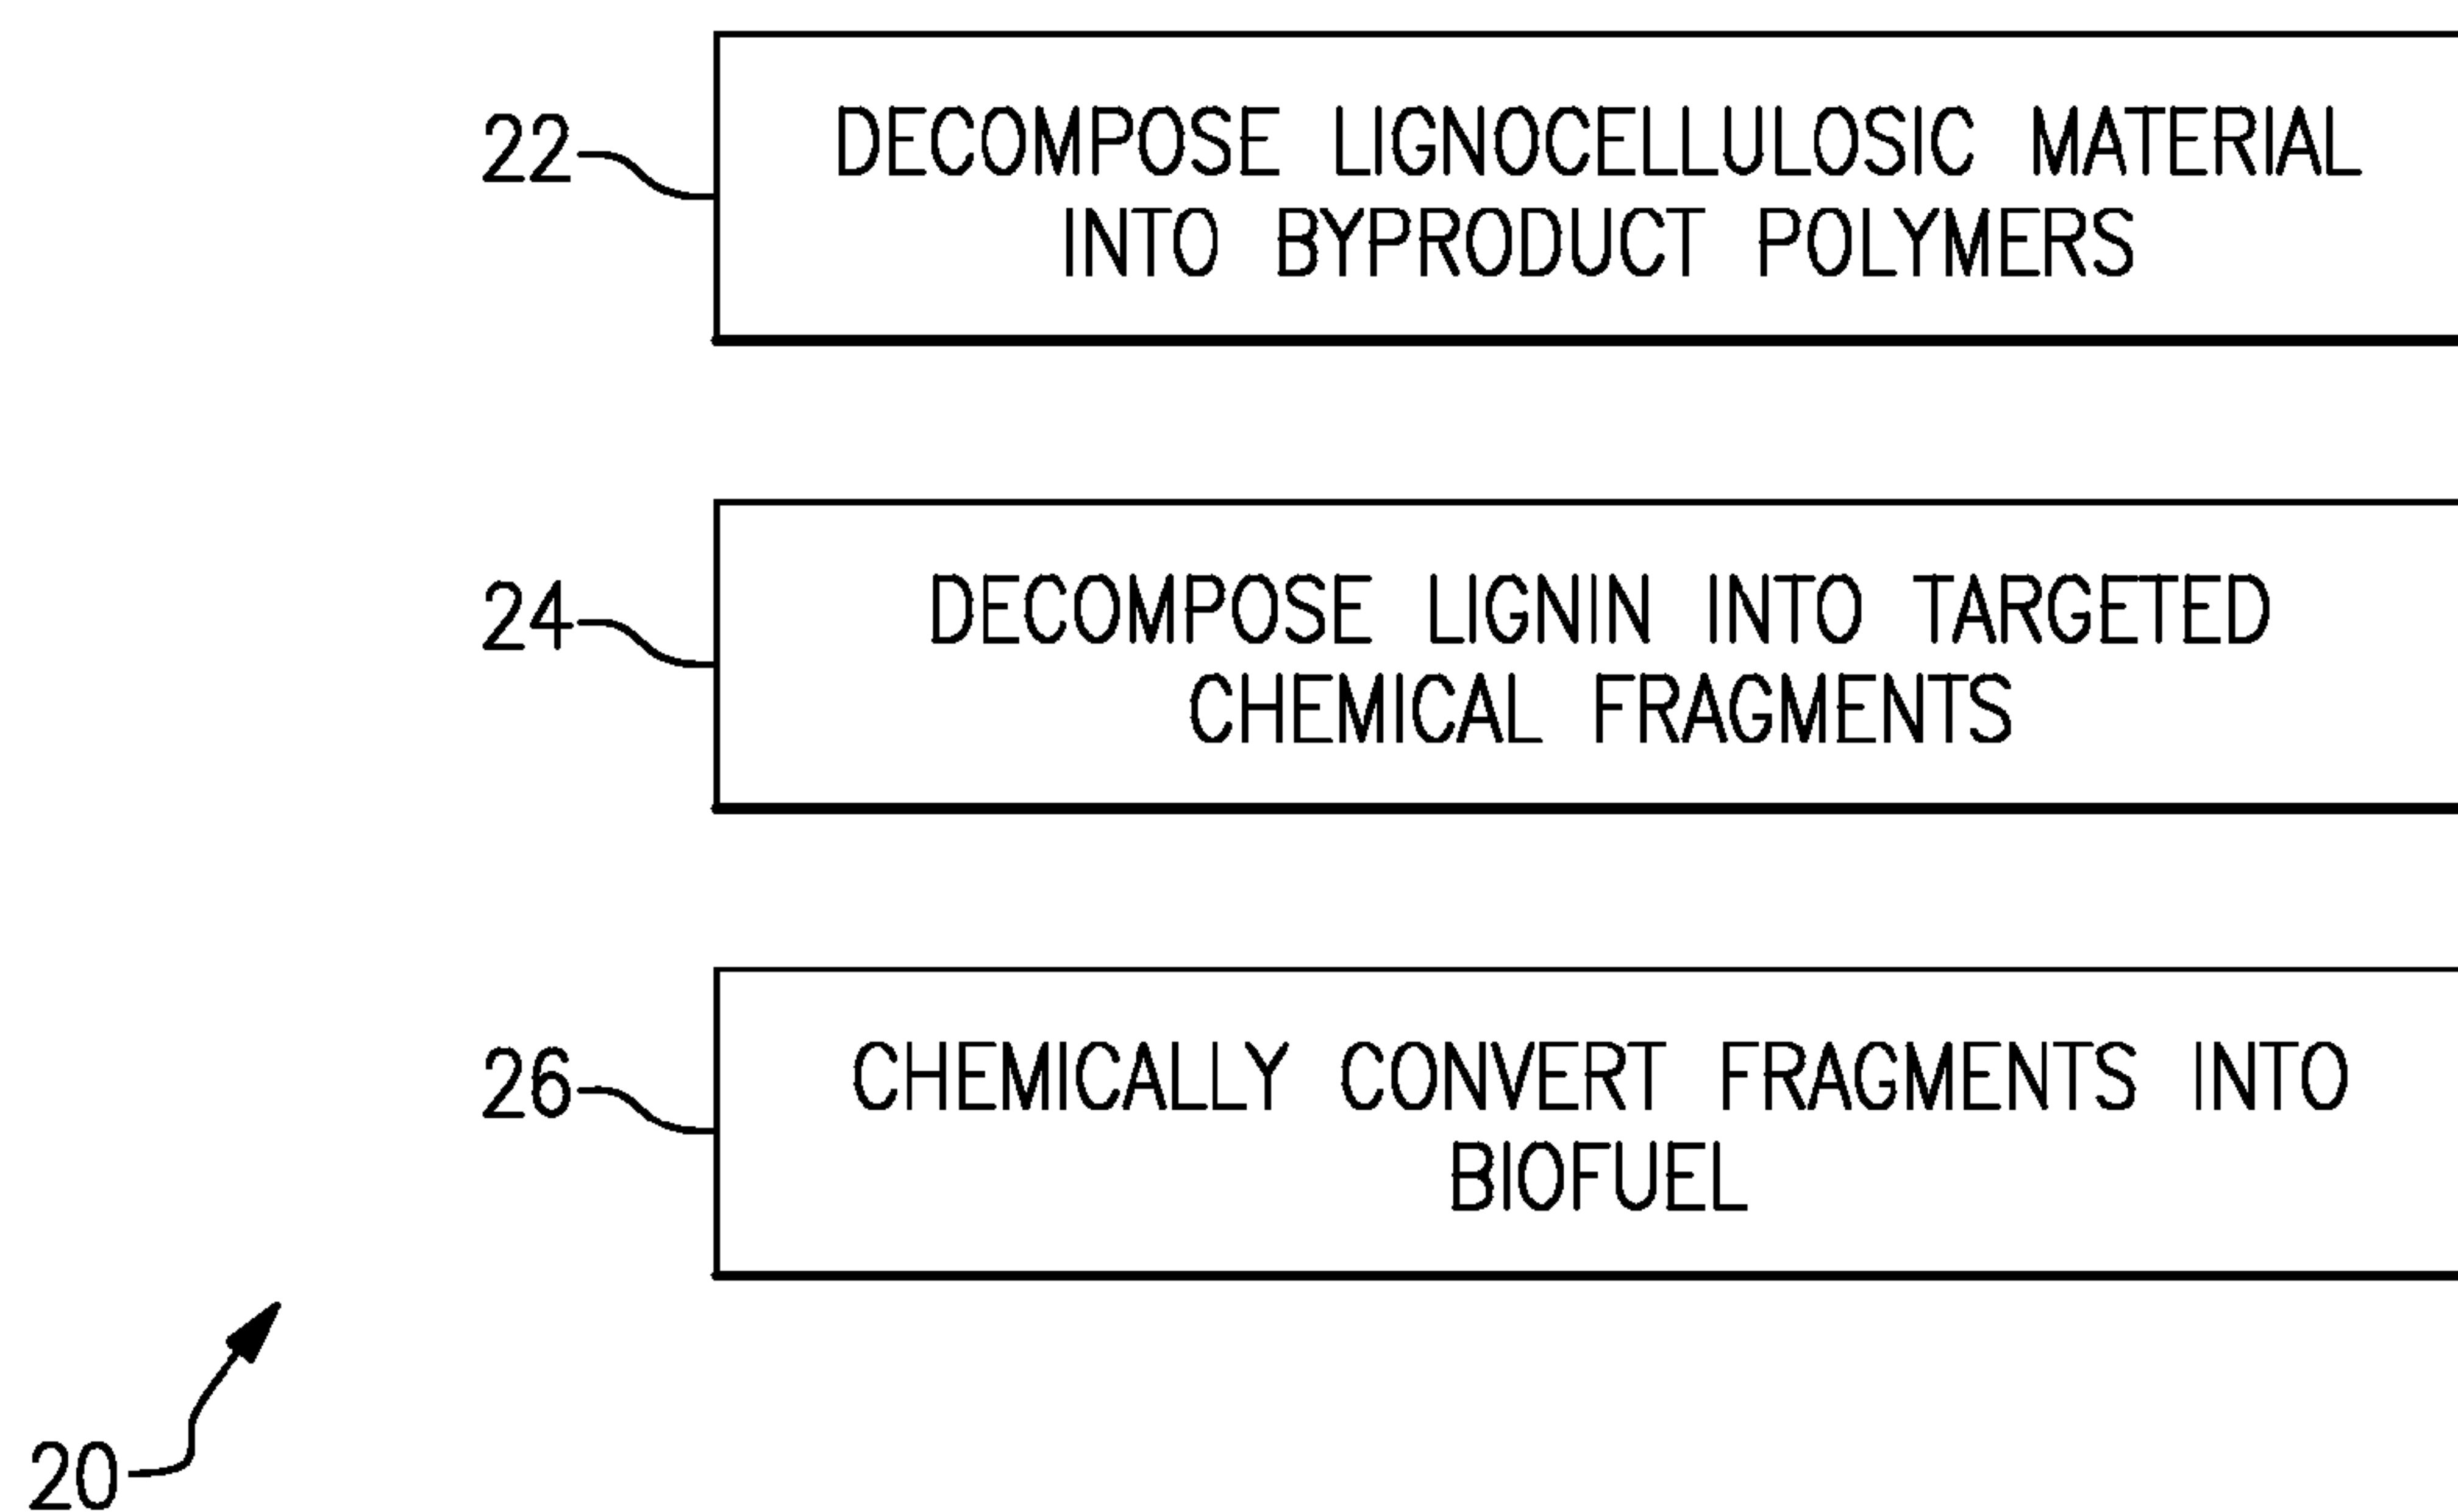 22
DECOMPOSE LIGNOCELLULOSIC MATERIAL
INTO BYPRODUCT POLYMERS
24
DECOMPOSE LIGNIN INTO TARGETED
CHEMICAL FRAGMENTS
26
CHEMICALLY CONVERT FRAGMENTS INTO
BIOFUEL
20